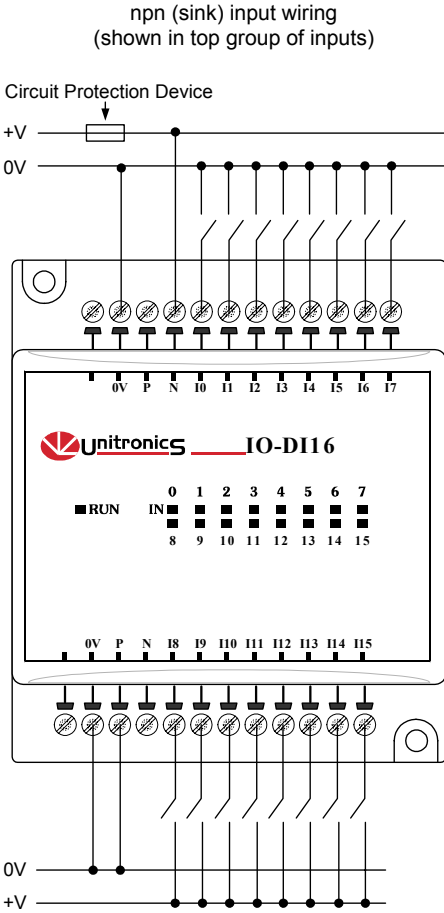 npn (sink) input wiring
(shown in top group of inputs)
Circuit Protection Device
+V
0V
0V P N I0 I1 I2 I3 I4 I5 I6 I7
Unitronics IO-DI16
0 1 2 3 4 5 6 7
RUN IN
8 9 10 11 12 13 14 15
0V P N I8 I9 I10 I11 I12 I13 I14 I15
0V
+V